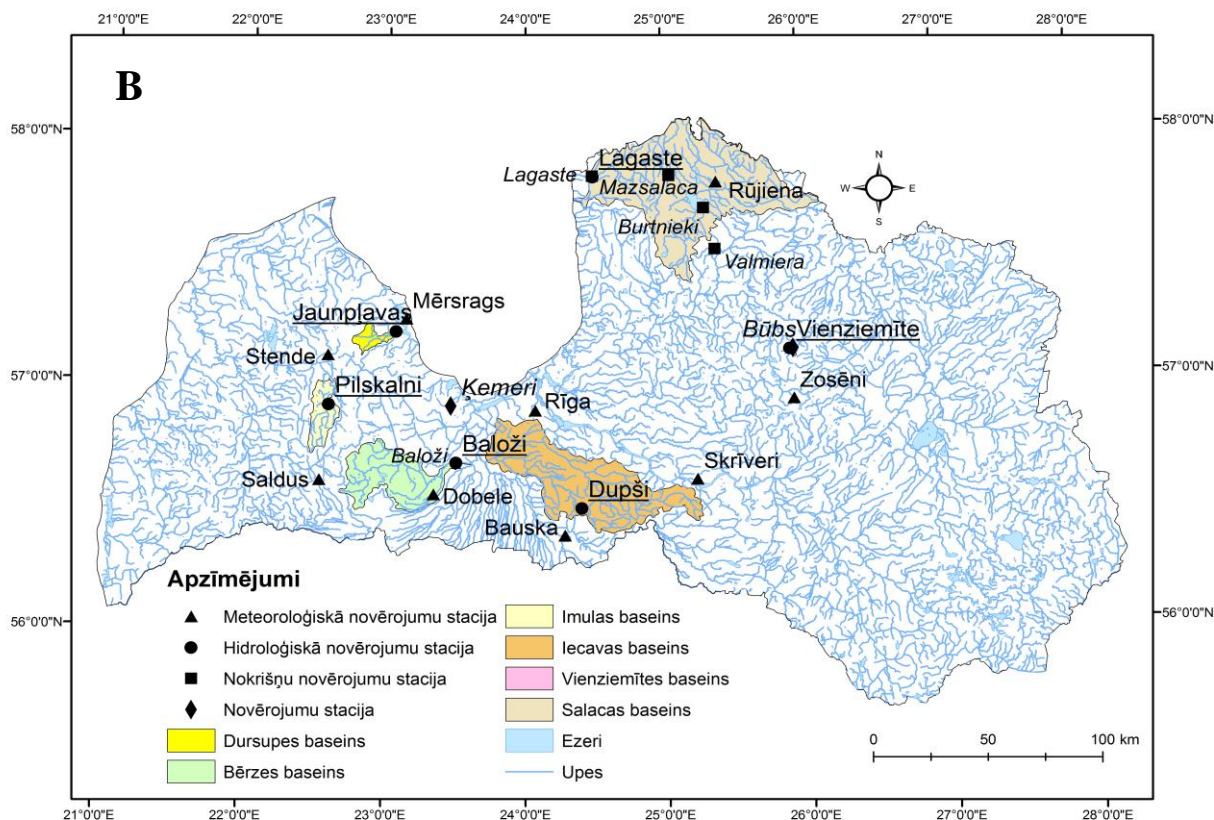 21°0'0"E 22°0'0"E 23°0'0"E 24°0'0"E 25°0'0"E 26°0'0"E 27°0'0"E 28°0'0"E
B
58°0'0"N 58°0'0"N
N
W E
S
Lagaste
Lagaste
Mazsalaca
Rūjiena
Burtnieki
Valmiera
Mērsrags
Jaunpļavas
Stende
BūbsVienziemīte
57°0'0"N 57°0'0"N
Pilskalni
Ķemeri
Zosēni
Rīga
Baloži
Baloži
Skrīveri
Saldus
Dobele
Dupši
Bauska
56°0'0"N 56°0'0"N
Apzīmējumi
Meteoroloģiskā novērojumu stacija
Hidroloģiskā novērojumu stacija
Nokrišņu novērojumu stacija
Novērojumu stacija
Dursupes baseins
Bērzes baseins
Imulas baseins
Iecavas baseins
Vienziemītes baseins
Salacas baseins
Ezeri
Upes
0 50 100 km
21°0'0"E 22°0'0"E 23°0'0"E 24°0'0"E 25°0'0"E 26°0'0"E 27°0'0"E 28°0'0"E